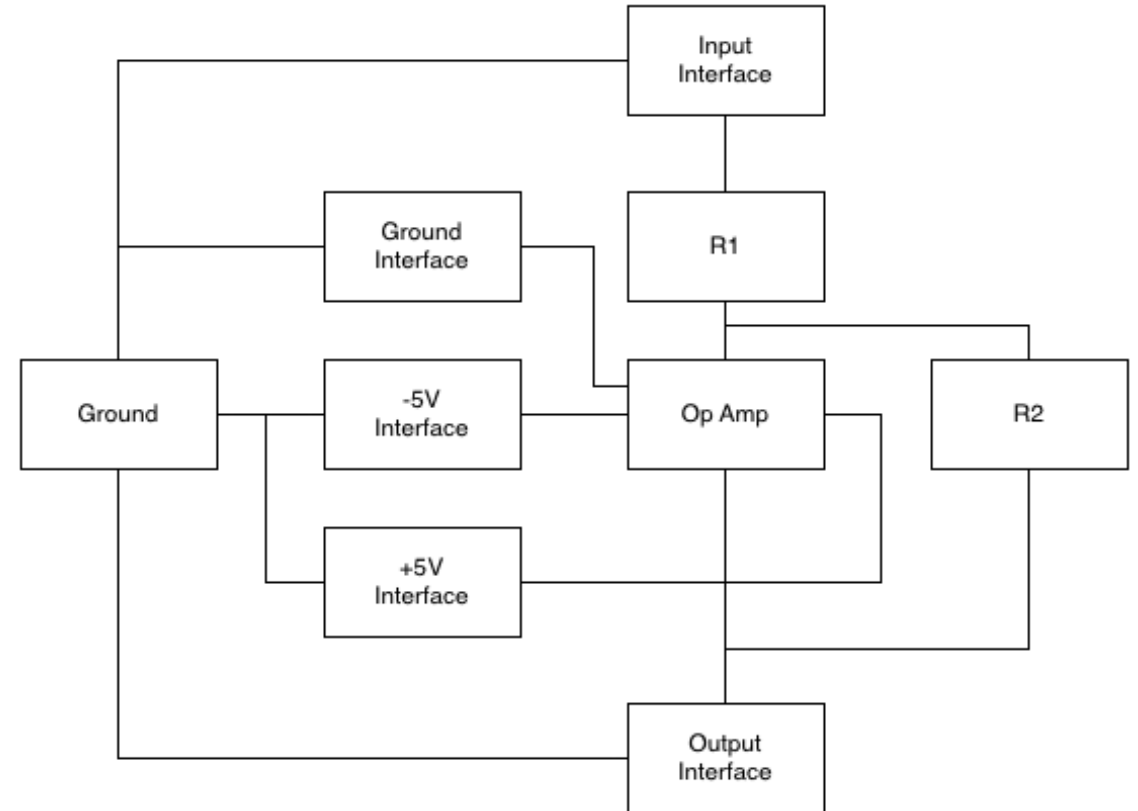 Input
Interface
Ground
Interface
R1
Ground
-5V
Interface
Op Amp
R2
+5V
Interface
Output
Interface